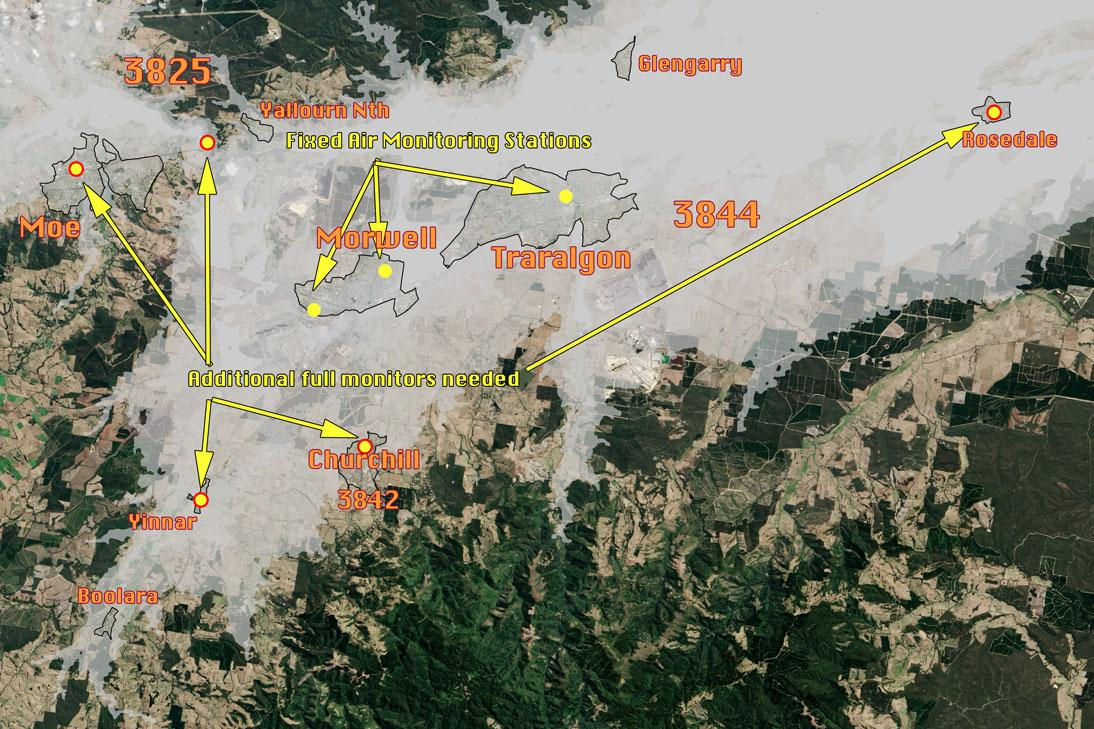 Glengarry
3825
Yallourn Nth
Fixed Air Monitoring Stations
Rosedale
Moe
Morwell
3844
Traralgon
Additional full monitors needed
Churchill
3842
Yinnar
Boolara